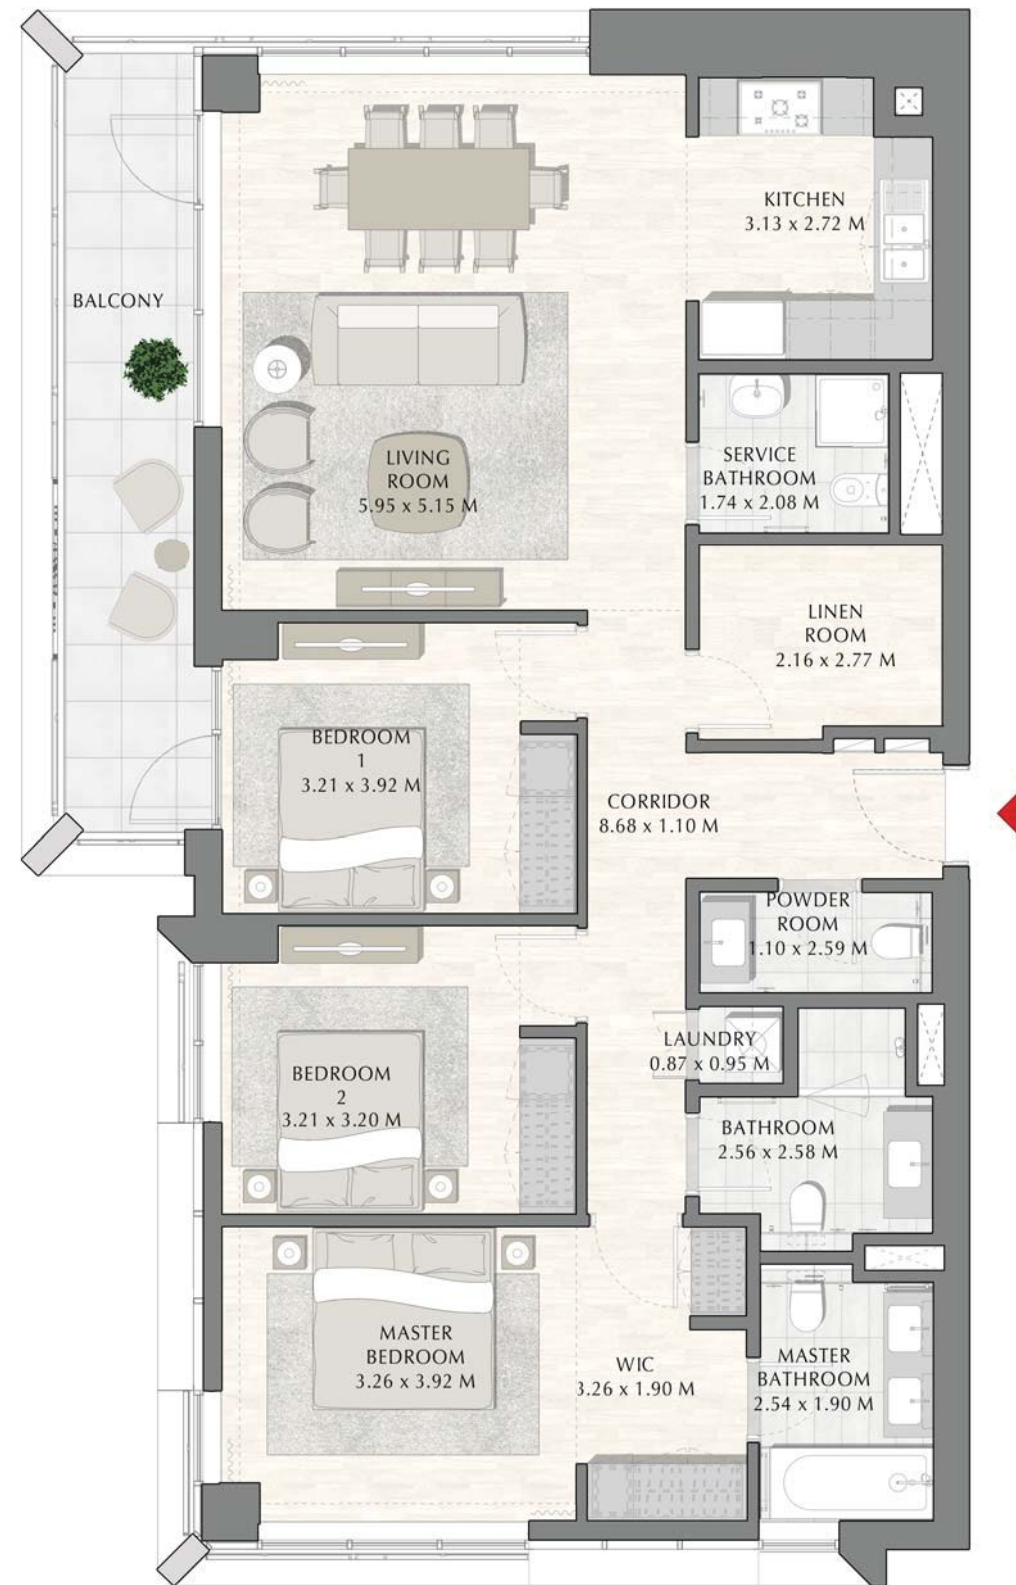 KITCHEN
3.13 x 2.72 M
BALCONY
LIVING
ROOM
5.95 x 5.15 M
SERVICE
BATHROOM
1.74 x 2.08 M
LINEN
ROOM
2.16 x 2.77 M
BEDROOM
1
3.21 x 3.92 M
CORRIDOR
8.68 x 1.10 M
POWDER
ROOM
1.10 x 2.59 M
LAUNDRY
0.87 x 0.95 M
BEDROOM
2
3.21 x 3.20 M
BATHROOM
2.56 x 2.58 M
MASTER
BEDROOM
3.26 x 3.92 M
WIC
3.26 x 1.90 M
MASTER
BATHROOM
2.54 x 1.90 M